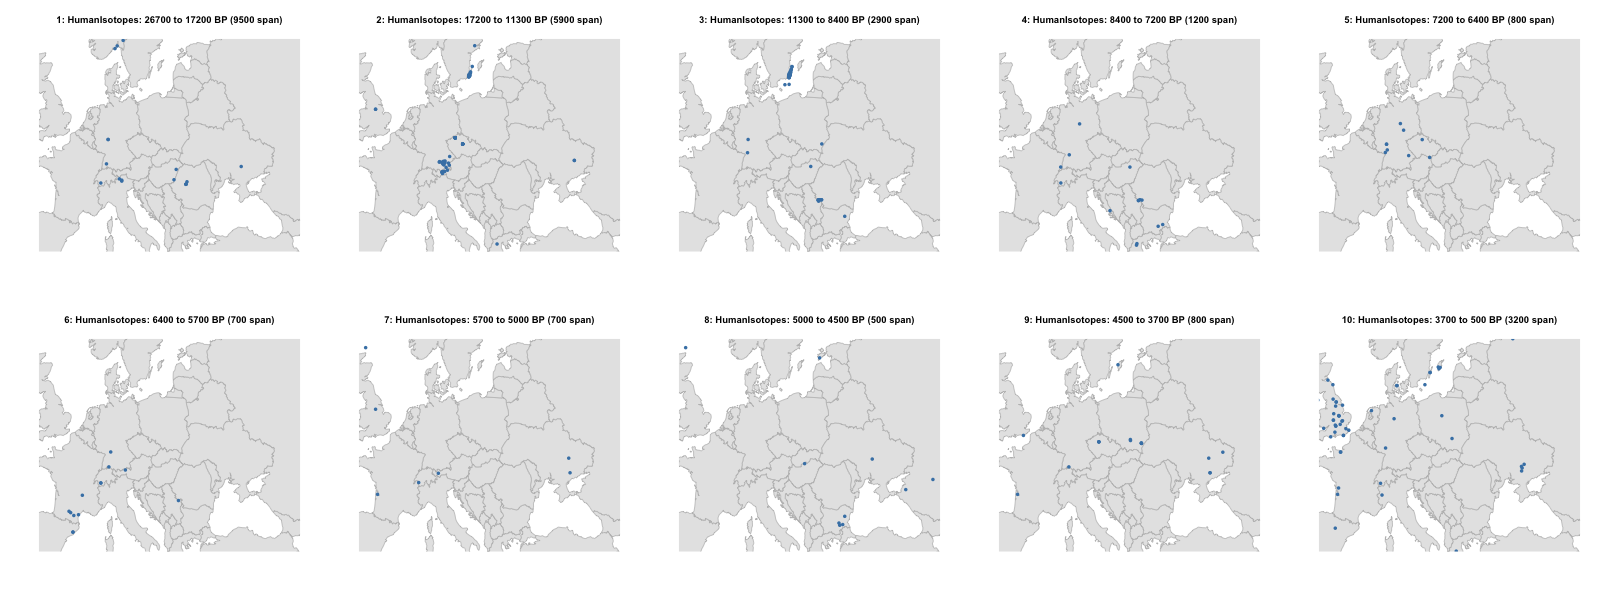 1: HumanIsotopes: 26700 to 17200 BP (9500 span)
2: HumanIsotopes: 17200 to 11300 BP (5900 span)
3: HumanIsotopes: 11300 to 8400 BP (2900 span)
4: HumanIsotopes: 8400 to 7200 BP (1200 span)
5: HumanIsotopes: 7200 to 6400 BP (800 span)
6: HumanIsotopes: 6400 to 5700 BP (700 span)
7: HumanIsotopes: 5700 to 5000 BP (700 span)
8: HumanIsotopes: 5000 to 4500 BP (500 span)
9: HumanIsotopes: 4500 to 3700 BP (800 span)
10: HumanIsotopes: 3700 to 500 BP (3200 span)